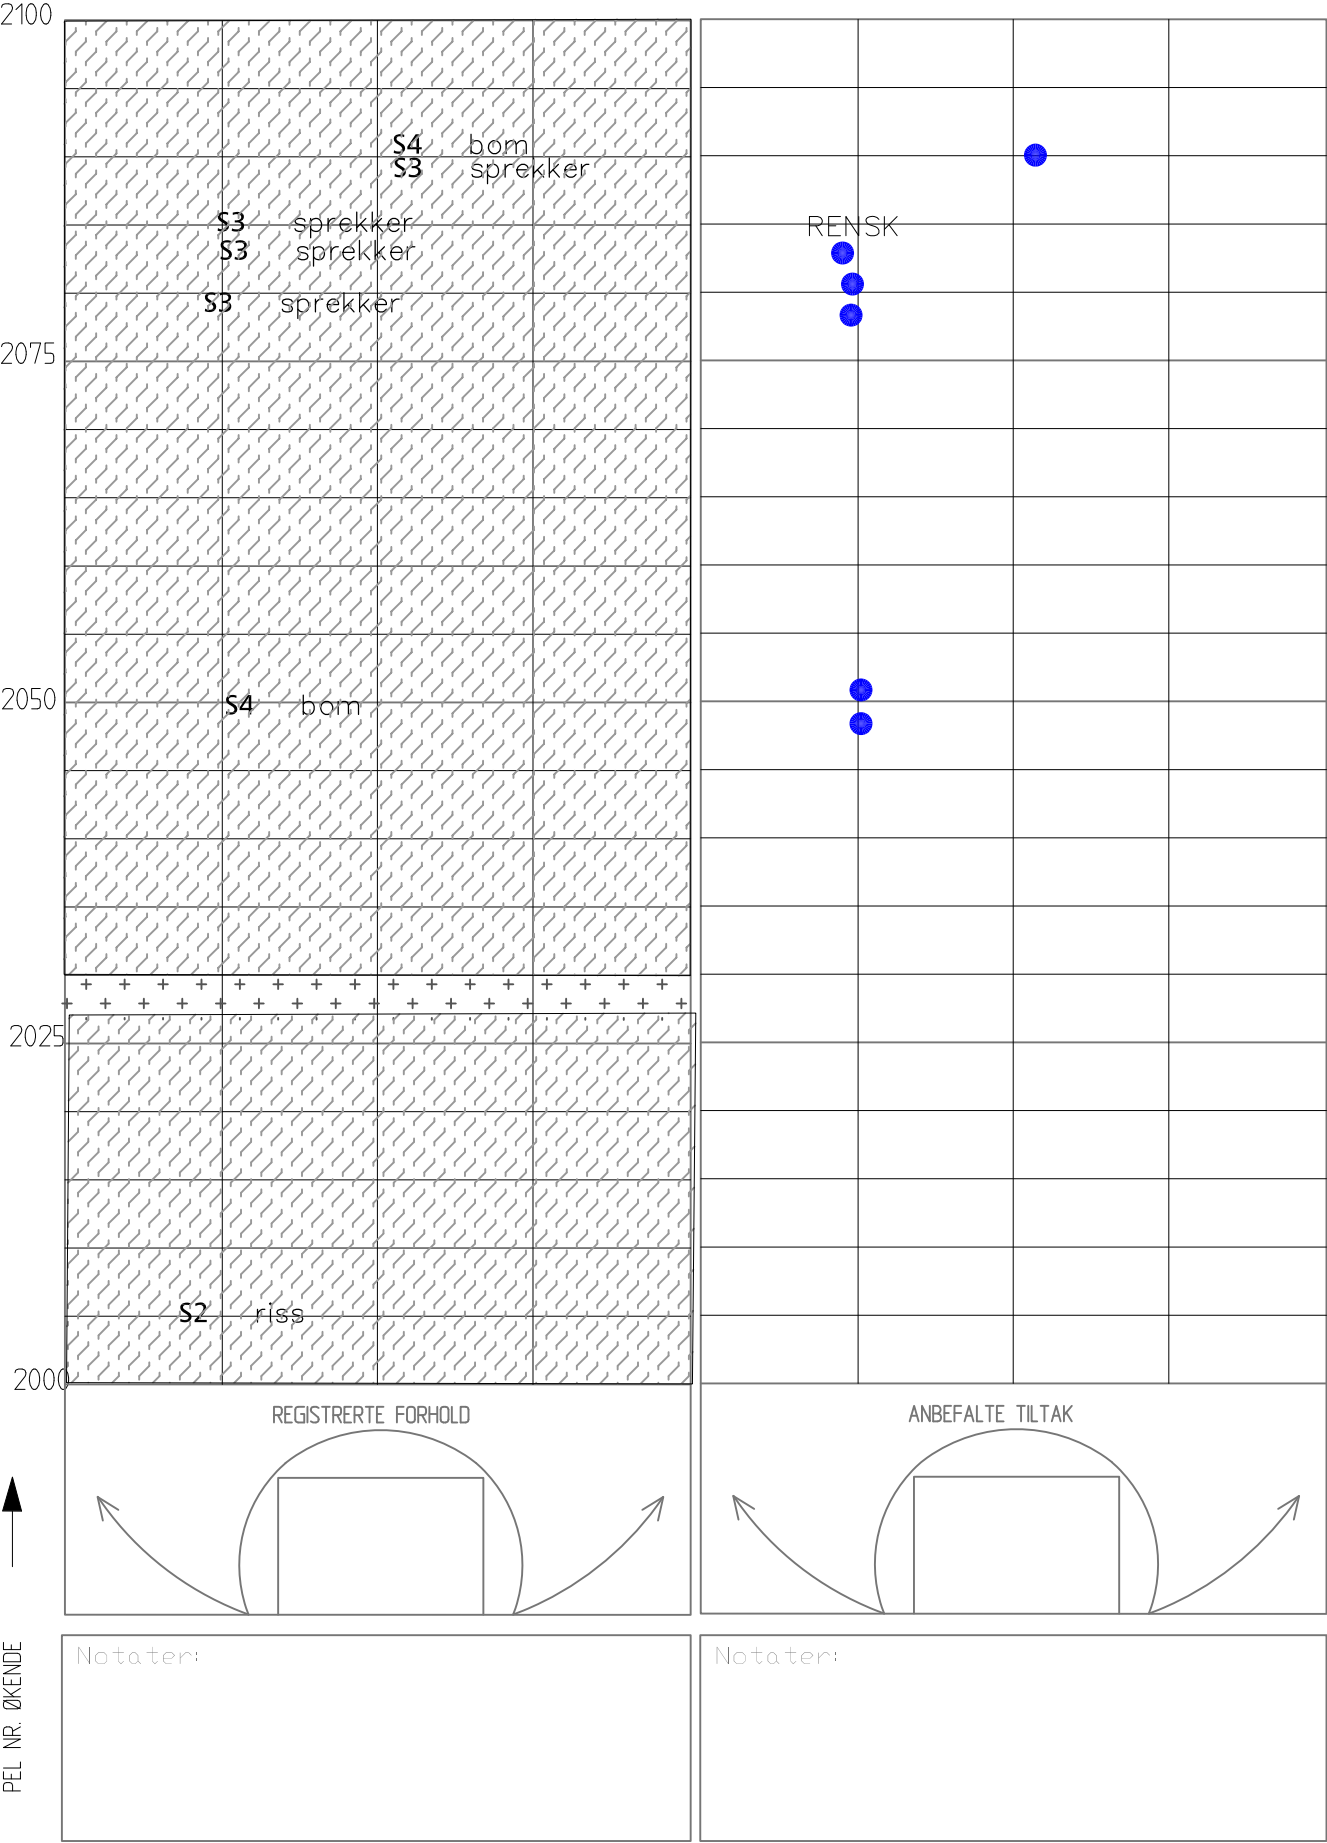 2100
S4 bom
S3 sprekker
S3 sprekker
RENSK
S3 sprekker
S3 sprekker
2075
2050
S4 bom
2025
S2 riss
2000
REGISTRERTE FORHOLD
ANBEFALTE TILTAK
PEL NR. ØKENDE
Notater:
Notater: